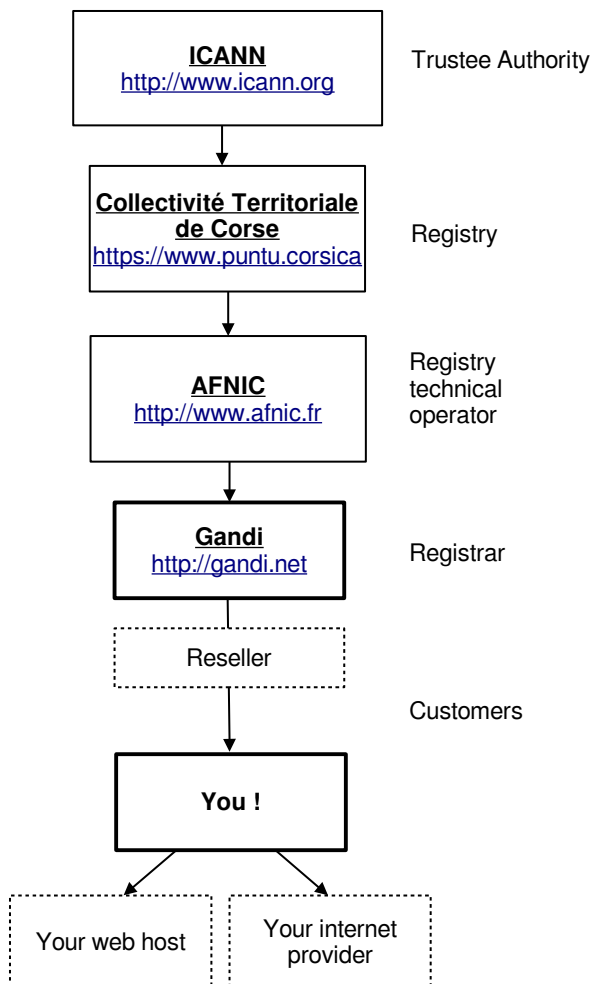 ICANN
http://www.icann.org
Trustee Authority
Collectivité Territoriale
de Corse
https://www.puntu.corsica
Registry
AFNIC
http://www.afnic.fr
Registry
technical
operator
Gandi
http://gandi.net
Registrar
Reseller
Customers
You !
Your web host
Your internet
provider